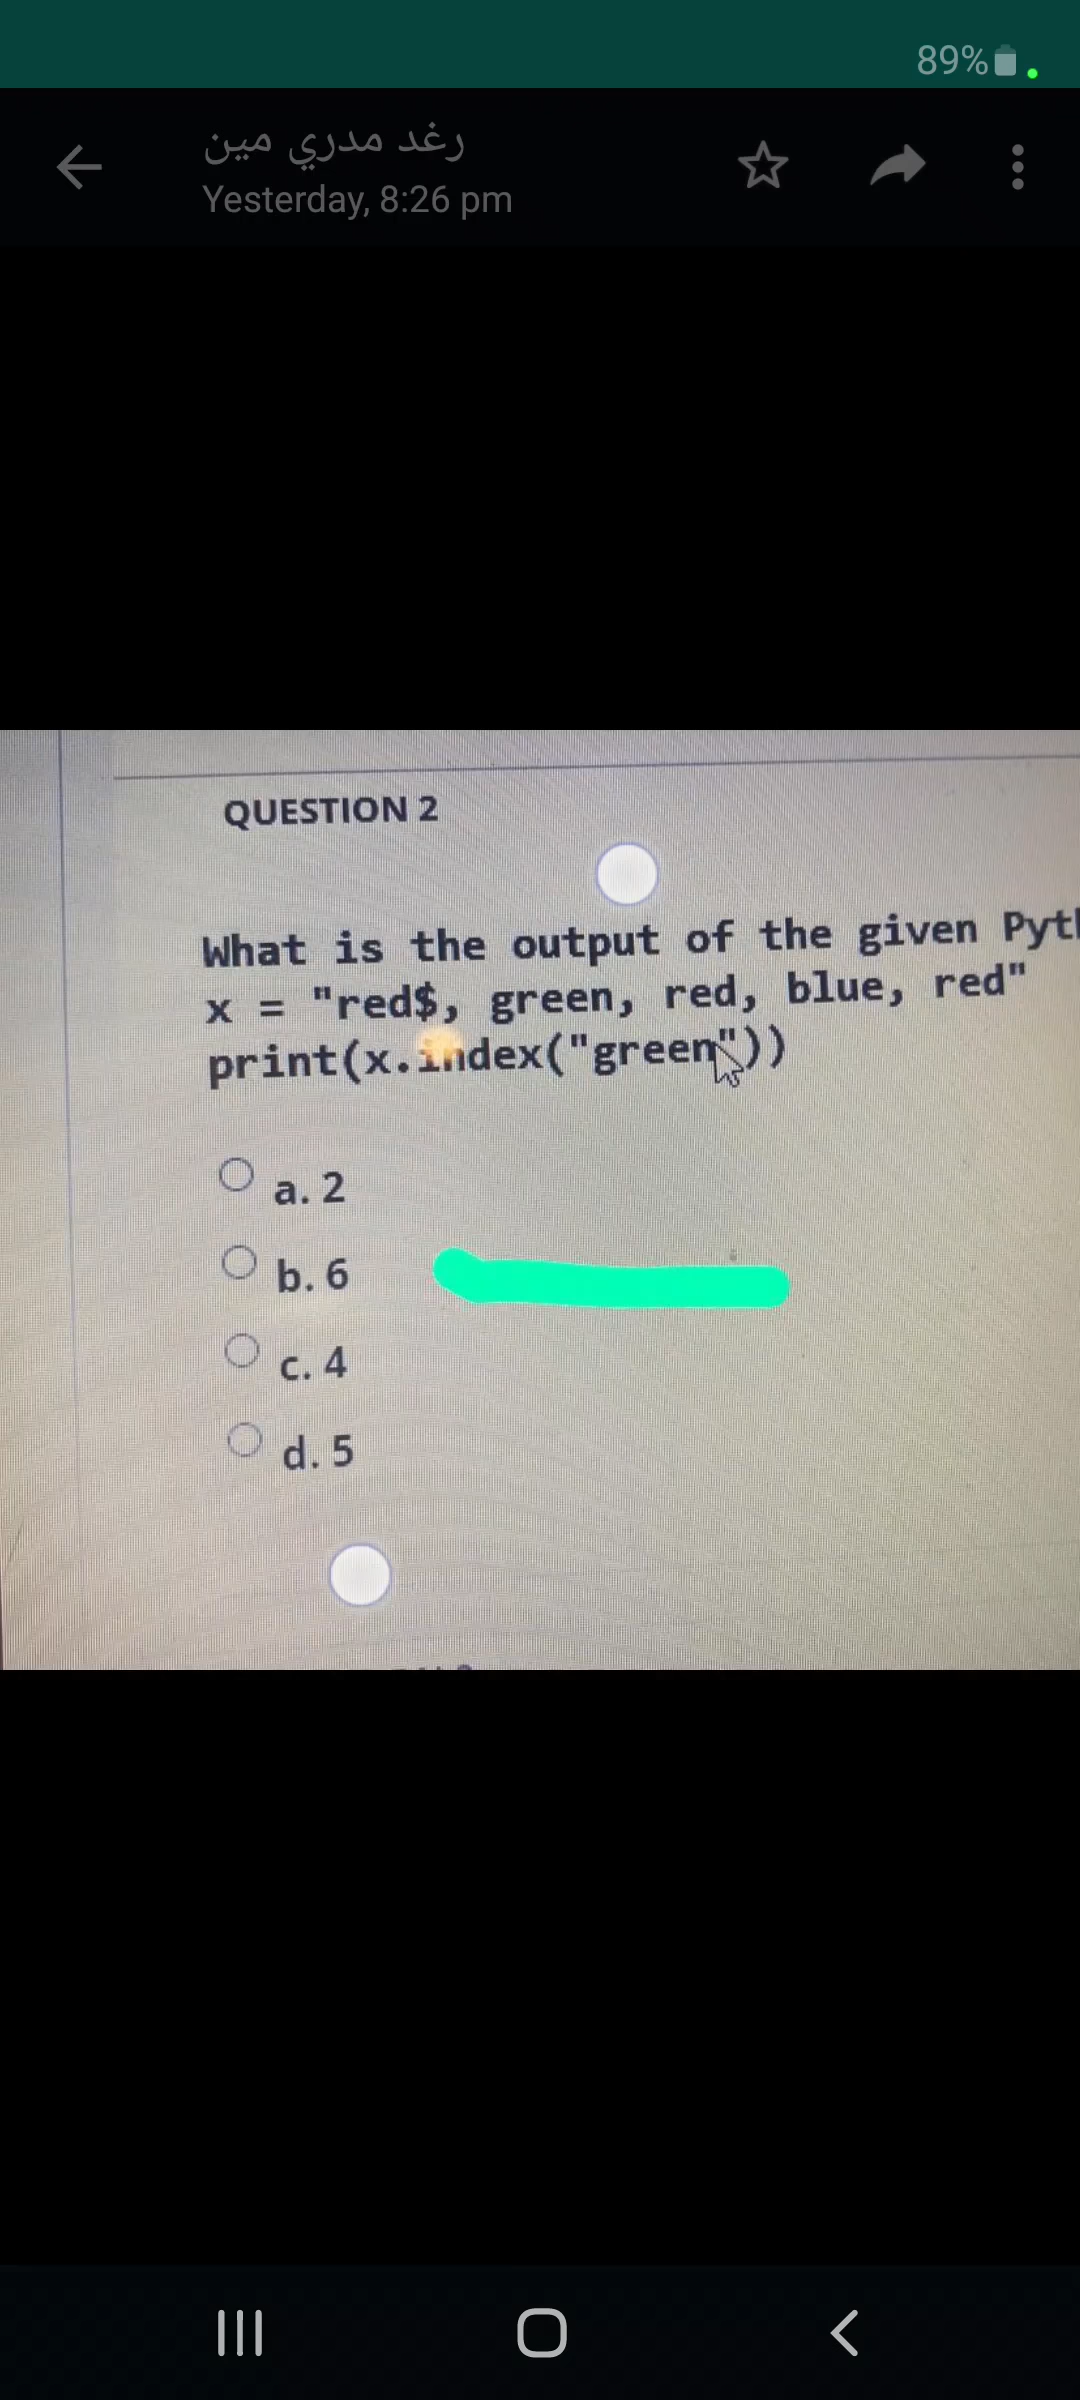 89%
رغد مدري مين
Yesterday, 8:26 pm
QUESTION 2
What is the output of the given
x = "red$, green, red, blue, red"
print(x.index("green"))
a. 2
b. 6
c. 4
d. 5